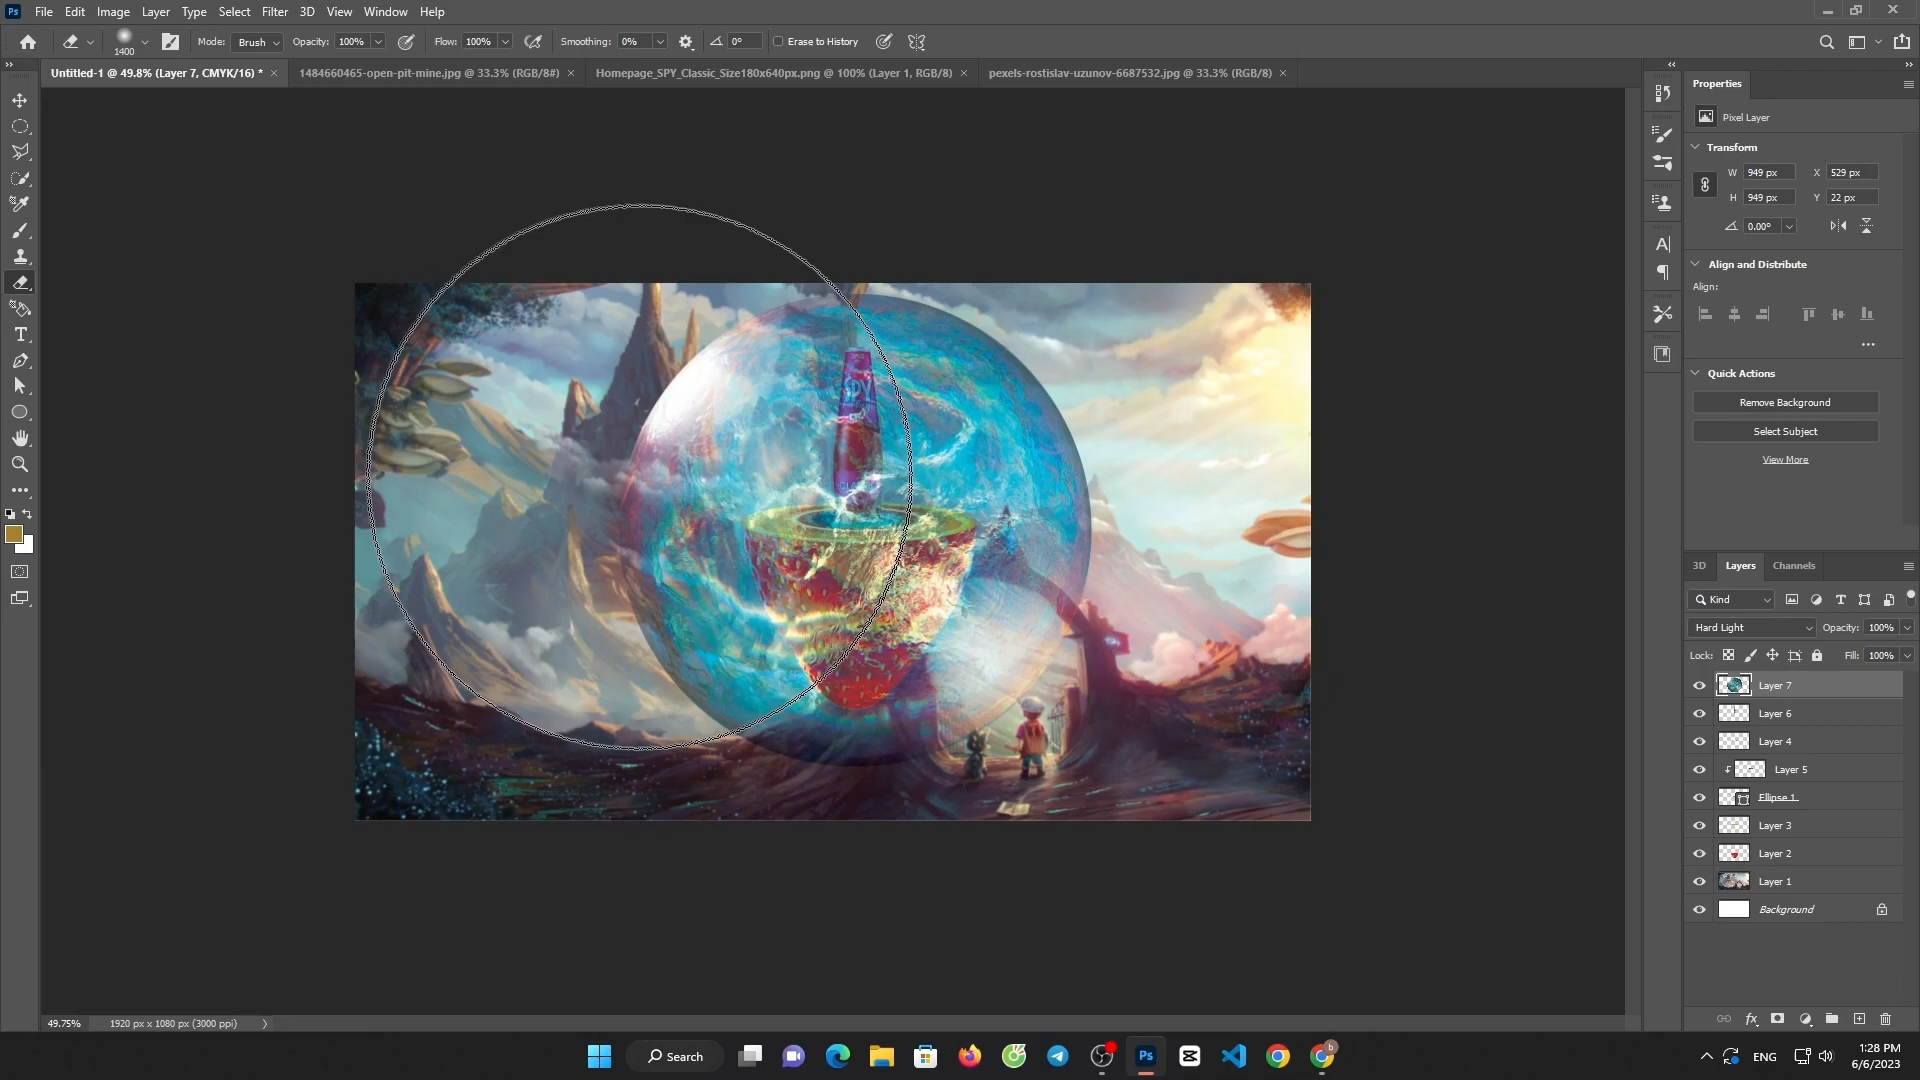 Ps File Edit Image Layer Type Select Filter 3D View Window Help
1400 Mode: Brush Opacity: 100% Flow: 100% Smoothing: 0% 0° Erase to History
Untitled-1 @ 49.8% (Layer 7, CMYK/16) * 1484660465-open-pit-mine.jpg @ 33.3% (RGB/8#) Homepage_SPY_Classic_Size180x640px.png @ 100% (Layer 1, RGB/8) pexels-rostislav-uzunov-6687532.jpg @ 33.3% (RGB/8)
Properties
Pixel Layer
Transform
W 949 px X 529 px
H 949 px Y 22 px
0.00°
Align and Distribute
Align:
Quick Actions
Remove Background
Select Subject
View More
SPY
3D Layers Channels
Kind
Hard Light Opacity: 100%
Lock: Fill: 100%
Layer 7
Layer 6
Layer 4
Layer 5
Ellipse 1
Layer 3
Layer 2
Layer 1
Background
49.75% 1920 px x 1080 px (3000 ppi)
Search
Ps
b
ENG
1:28 PM
6/6/2023